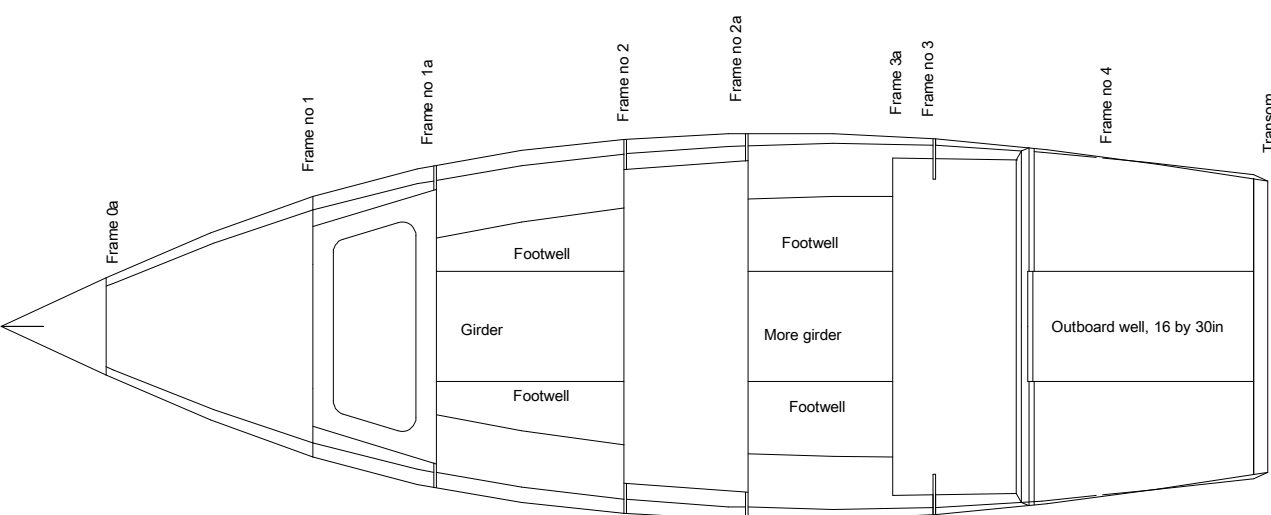 Frame 0a
Frame no 1
Frame no 1a
Frame no 2
Frame no 2a
Frame 3a
Frame no 3
Frame no 4
Transom
Footwell
Footwell
Girder
More girder
Outboard well, 16 by 30in
Footwell
Footwell